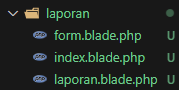 laporan
form.blade.php U
index.blade.php U
laporan.blade.php U